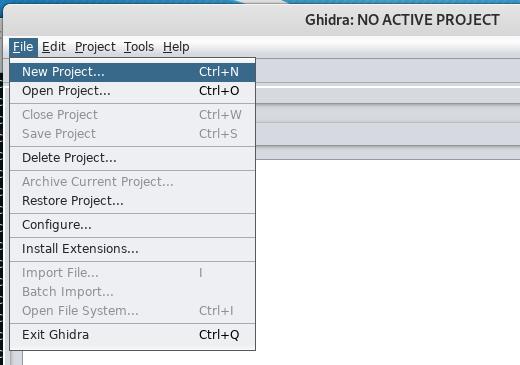 Ghidra: NO ACTIVE PROJECT
File Edit Project Tools Help
New Project... Ctrl+N
Open Project... Ctrl+O
Close Project Ctrl+W
Save Project Ctrl+S
Delete Project...
Archive Current Project...
Restore Project...
Configure...
Install Extensions...
Import File... I
Batch Import...
Open File System... Ctrl+I
Exit Ghidra Ctrl+Q